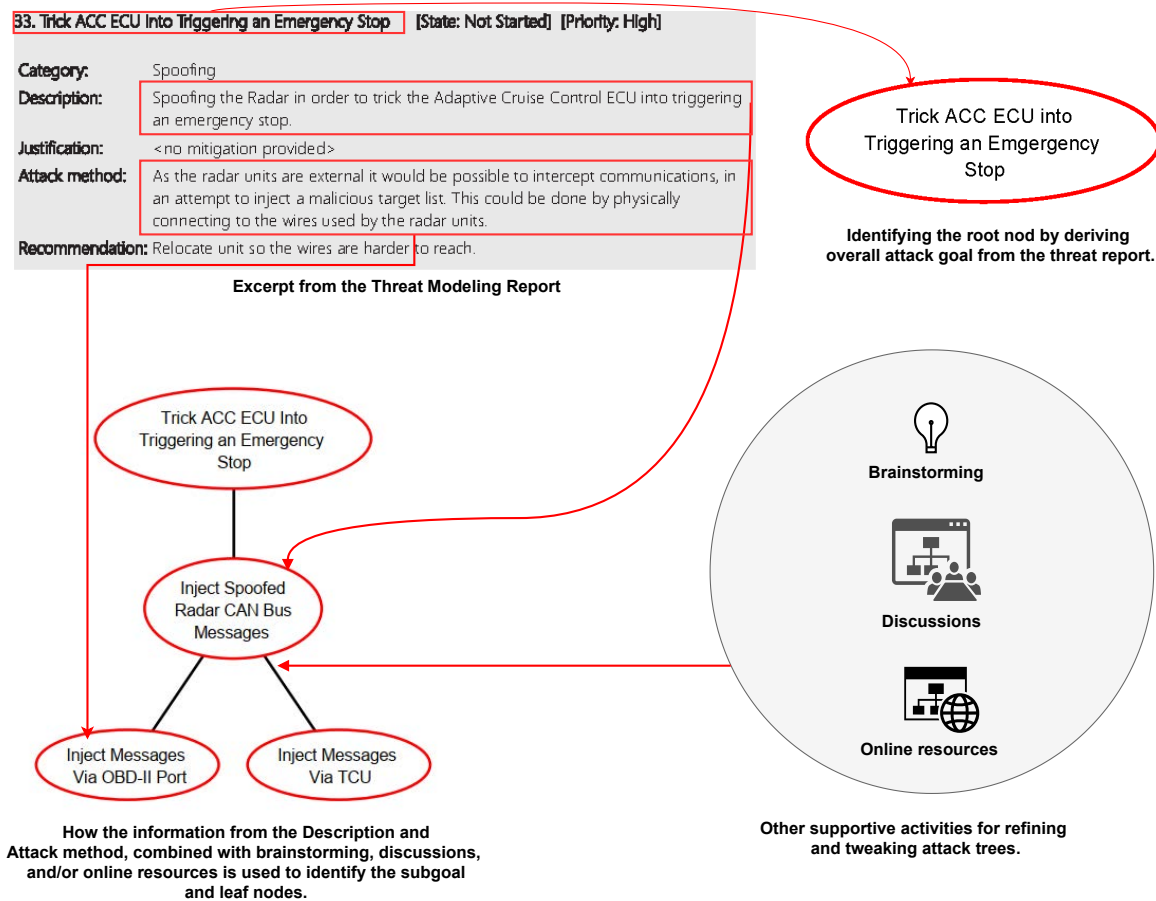 33. Trick ACC ECU Into Triggering an Emergency Stop [State: Not Started] [Priority: High]
Category: Spoofing
Description: Spoofing the Radar in order to trick the Adaptive Cruise Control ECU into triggering
an emergency stop.
Justification: <no mitigation provided>
Attack method: As the radar units are external it would be possible to intercept communications, in
an attempt to inject a malicious target list. This could be done by physically
connecting to the wires used by the radar units.
Recommendation: Relocate unit so the wires are harder to reach.
Excerpt from the Threat Modeling Report
Trick ACC ECU into
Triggering an Emgergency
Stop
Identifying the root nod by deriving
overall attack goal from the threat report.
Trick ACC ECU Into
Triggering an Emergency
Stop
Inject Spoofed
Radar CAN Bus
Messages
Inject Messages
Via OBD-II Port
Inject Messages
Via TCU
How the information from the Description and
Attack method, combined with brainstorming, discussions,
and/or online resources is used to identify the subgoal
and leaf nodes.
Brainstorming
Discussions
Online resources
Other supportive activities for refining
and tweaking attack trees.